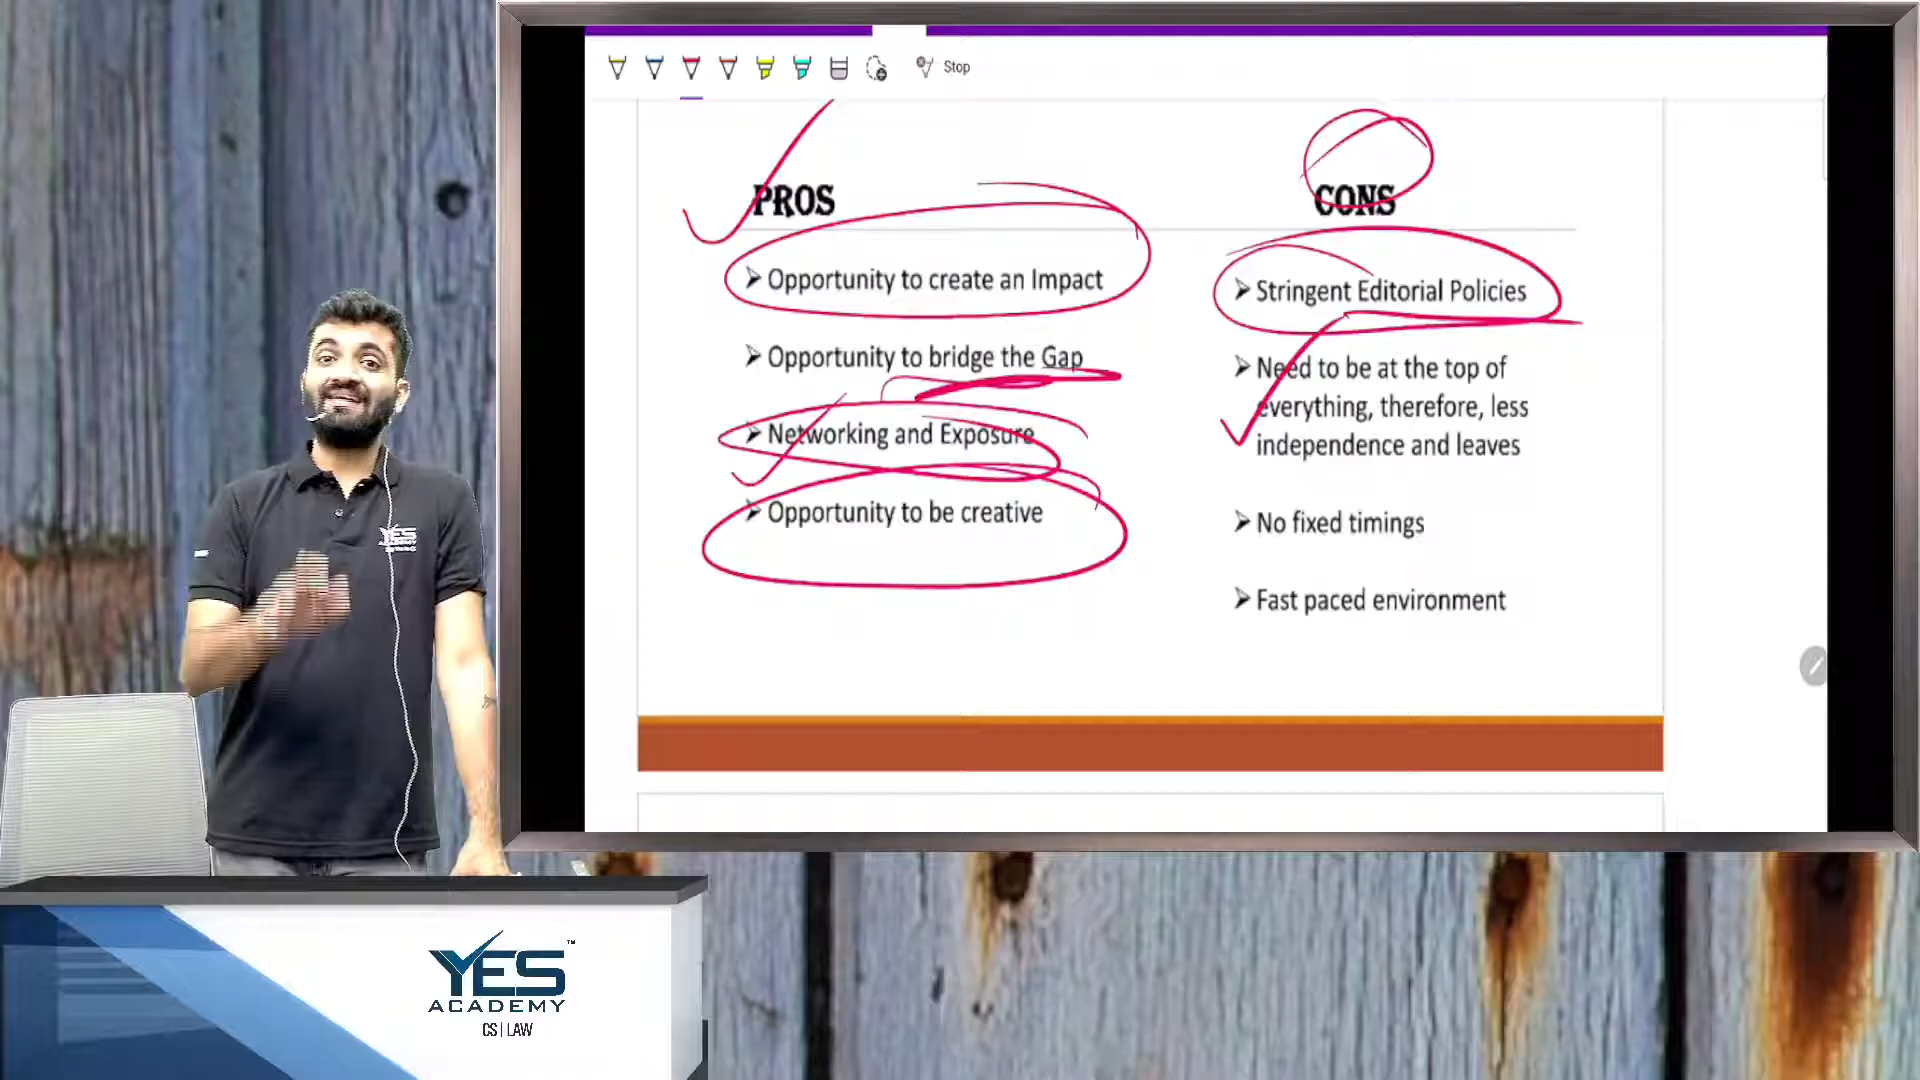 Stop
PROS
CONS
➤ Opportunity to create an Impact
➤ Opportunity to bridge the Gap
➤ Networking and Exposure
➤ Opportunity to be creative
➤ Stringent Editorial Policies
➤ Need to be at the top of
everything, therefore, less
independence and leaves
➤ No fixed timings
➤ Fast paced environment
YES
ACADEMY
YES™
ACADEMY
CS | LAW